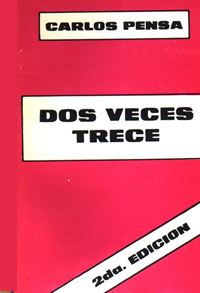 CARLOS PENSA
DOS VECES
TRECE
2da. EDICION